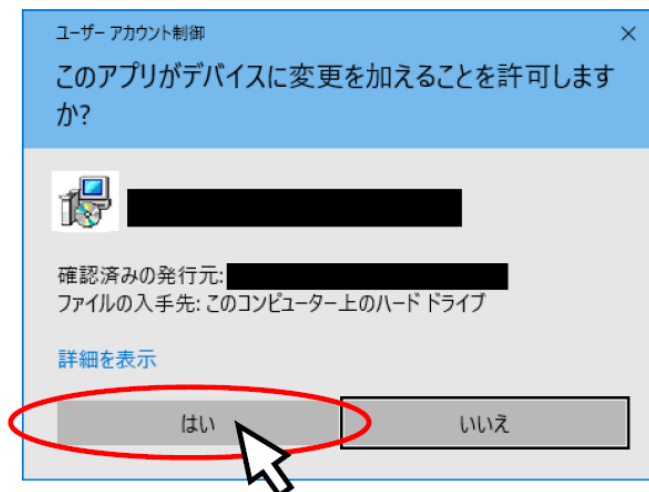 ユーザー アカウント制御
このアプリがデバイスに変更を加えることを許可します
か?
確認済みの発行元:
ファイルの入手先: このコンピューター上のハード ドライブ
詳細を表示
はい
いいえ